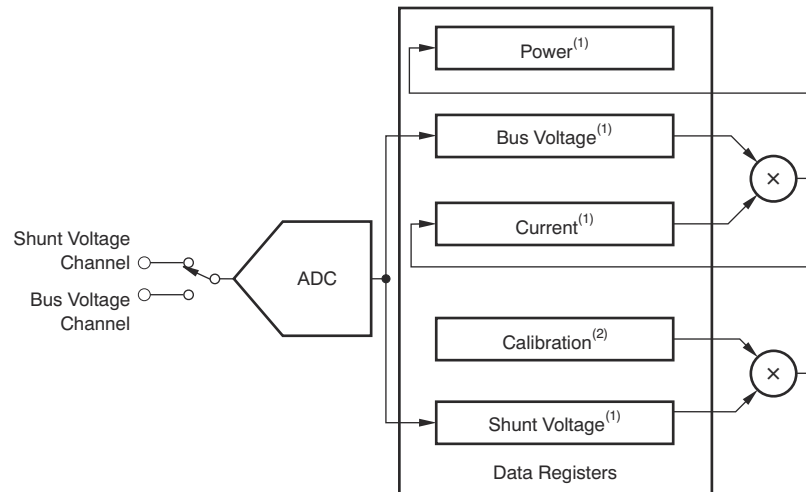 Power(1)
Bus Voltage(1)
Shunt Voltage
Channel
Bus Voltage
Channel
ADC
Current(1)
Calibration(2)
Shunt Voltage(1)
Data Registers
×
×